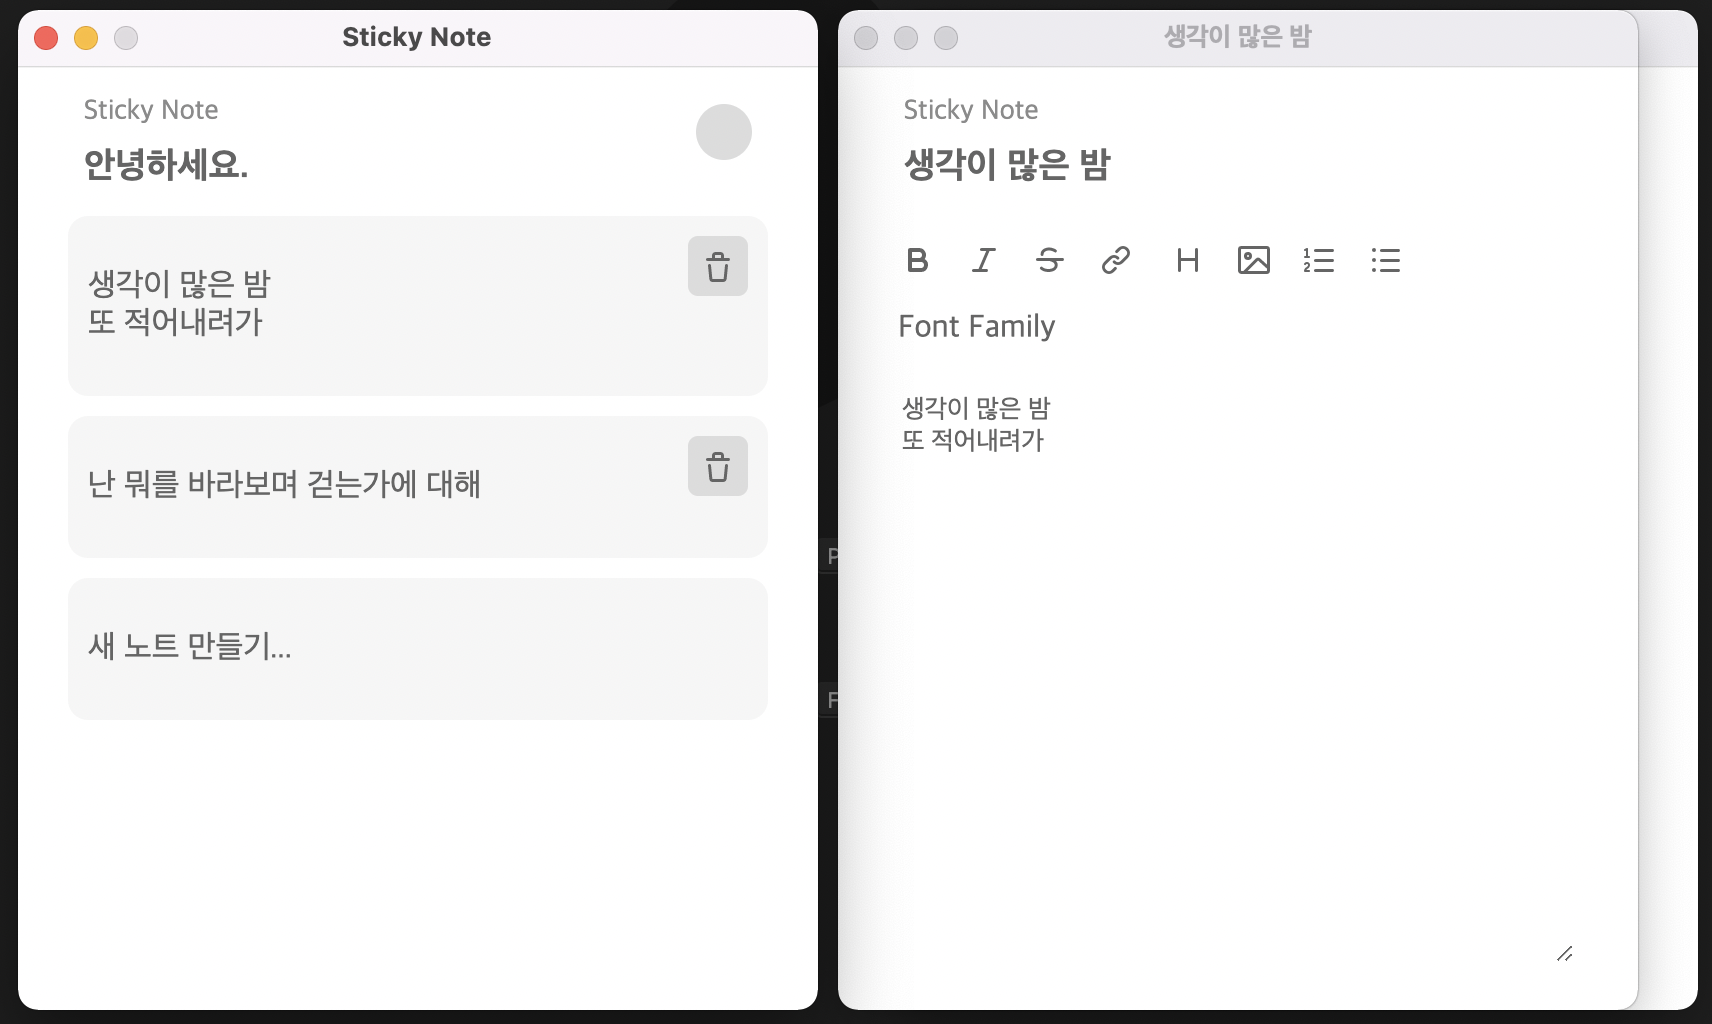 Sticky Note
Sticky Note
안녕하세요.
생각이 많은 밤
또 적어내려가
난 뭐를 바라보며 걷는가에 대해
새 노트 만들기...
생각이 많은 밤
Sticky Note
생각이 많은 밤
Font Family
생각이 많은 밤
또 적어내려가
P
F